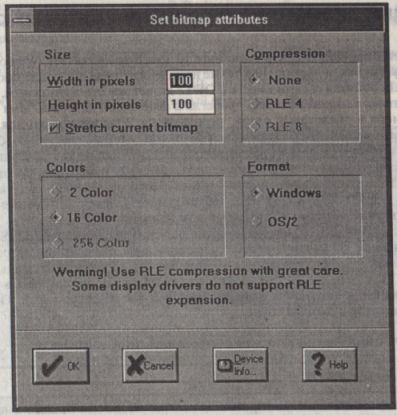 Set bitmap attributes
Size
Width in pixels 100
Height in pixels 100
Stretch current bitmap
Compression
None
RLE 4
RLE 8
Colors
2 Color
16 Color
256 Color
Format
Windows
OS/2
Warning! Use RLE compression with great care.
Some display drivers do not support RLE
expansion.
OK
Cancel
Device
Info...
Help